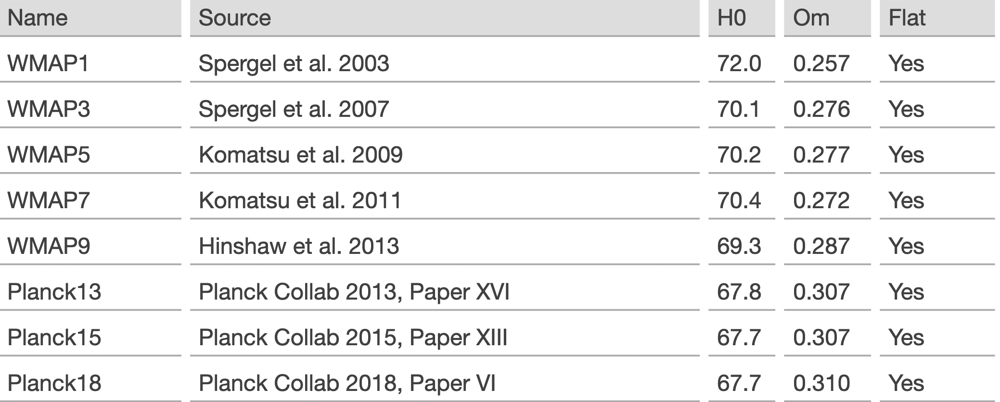 Name Source H0 Om Flat
WMAP1 Spergel et al. 2003 72.0 0.257 Yes
WMAP3 Spergel et al. 2007 70.1 0.276 Yes
WMAP5 Komatsu et al. 2009 70.2 0.277 Yes
WMAP7 Komatsu et al. 2011 70.4 0.272 Yes
WMAP9 Hinshaw et al. 2013 69.3 0.287 Yes
Planck13 Planck Collab 2013, Paper XVI 67.8 0.307 Yes
Planck15 Planck Collab 2015, Paper XIII 67.7 0.307 Yes
Planck18 Planck Collab 2018, Paper VI 67.7 0.310 Yes